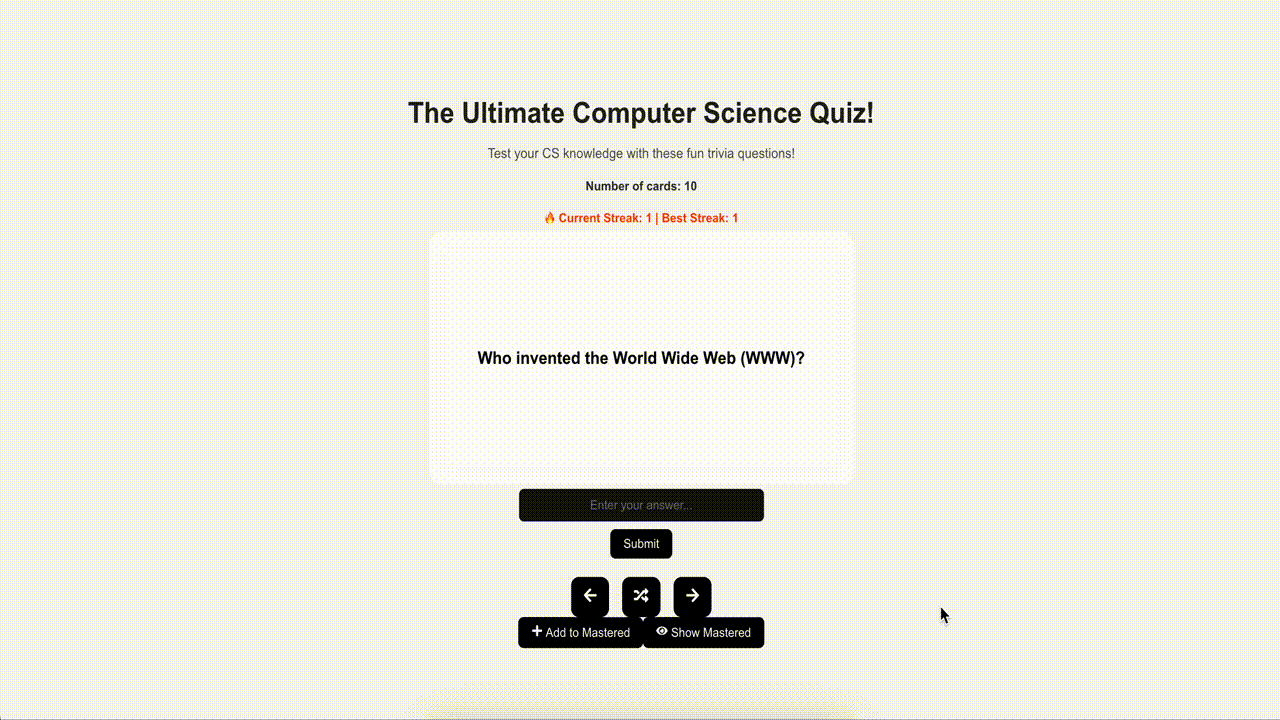 The Ultimate Computer Science Quiz!
Test your CS knowledge with these fun trivia questions!
Number of cards: 10
🔥 Current Streak: 1 | Best Streak: 1
Who invented the World Wide Web (WWW)?
Enter your answer...
Submit
Add to Mastered Show Mastered